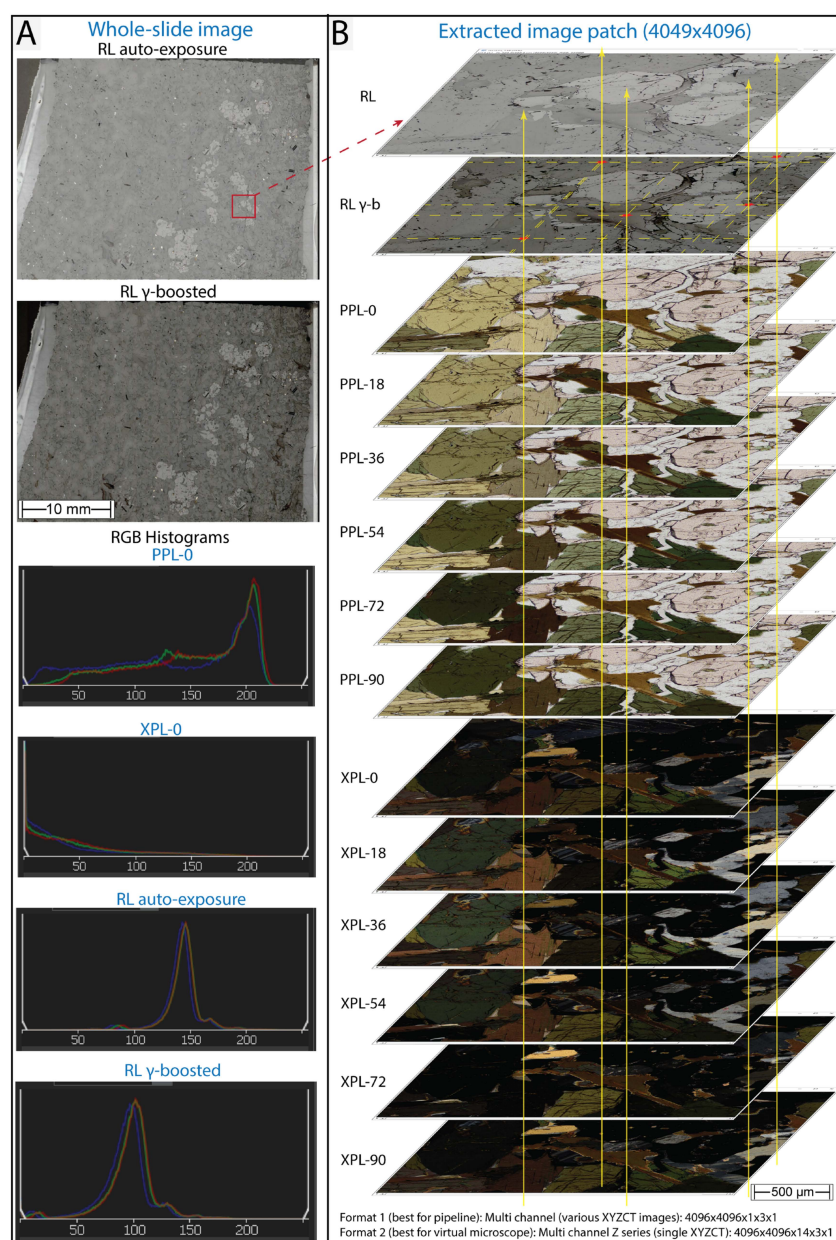 A
Whole-slide image
RL auto-exposure
RL γ-boosted
10 mm
RGB Histograms
PPL-0
50 100 150 200
XPL-0
50 100 150 200
RL auto-exposure
50 100 150 200
RL γ-boosted
50 100 150 200
B
Extracted image patch (4049x4096)
RL
RL γ-b
PPL-0
PPL-18
PPL-36
PPL-54
PPL-72
PPL-90
XPL-0
XPL-18
XPL-36
XPL-54
XPL-72
XPL-90
500 µm
Format 1 (best for pipeline): Multi channel (various XYZCT images): 4096x4096x1x3x1
Format 2 (best for virtual microscope): Multi channel Z series (single XYZCT): 4096x4096x14x3x1